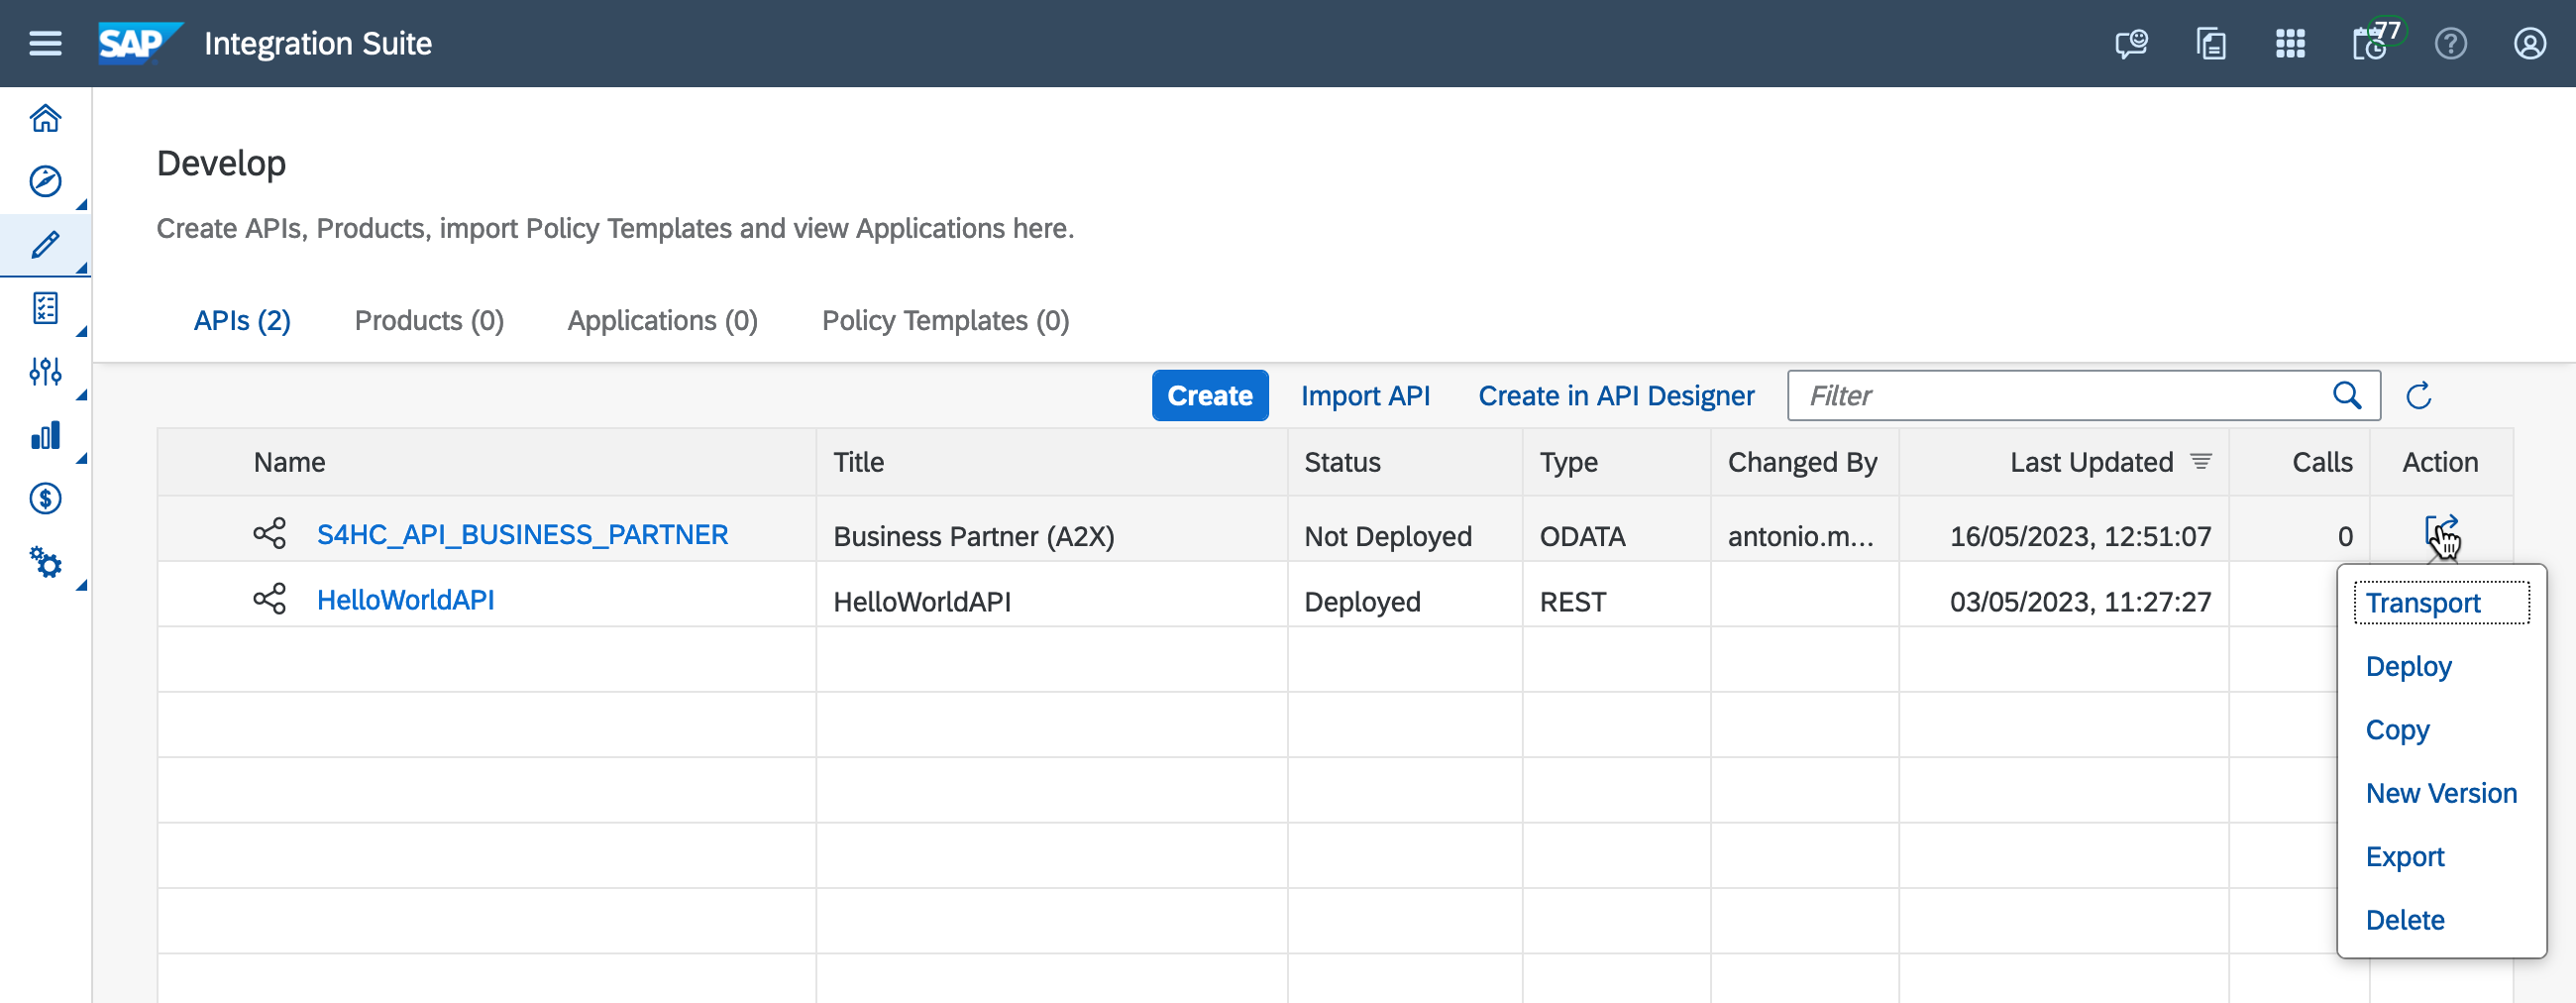 SAP Integration Suite 77
Develop
Create APIs, Products, import Policy Templates and view Applications here.
APIs (2) Products (0) Applications (0) Policy Templates (0)
Create Import API Create in API Designer Filter
Name Title Status Type Changed By Last Updated Calls Action
S4HC_API_BUSINESS_PARTNER Business Partner (A2X) Not Deployed ODATA antonio.m... 16/05/2023, 12:51:07 0
HelloWorldAPI HelloWorldAPI Deployed REST 03/05/2023, 11:27:27
Transport
Deploy
Copy
New Version
Export
Delete